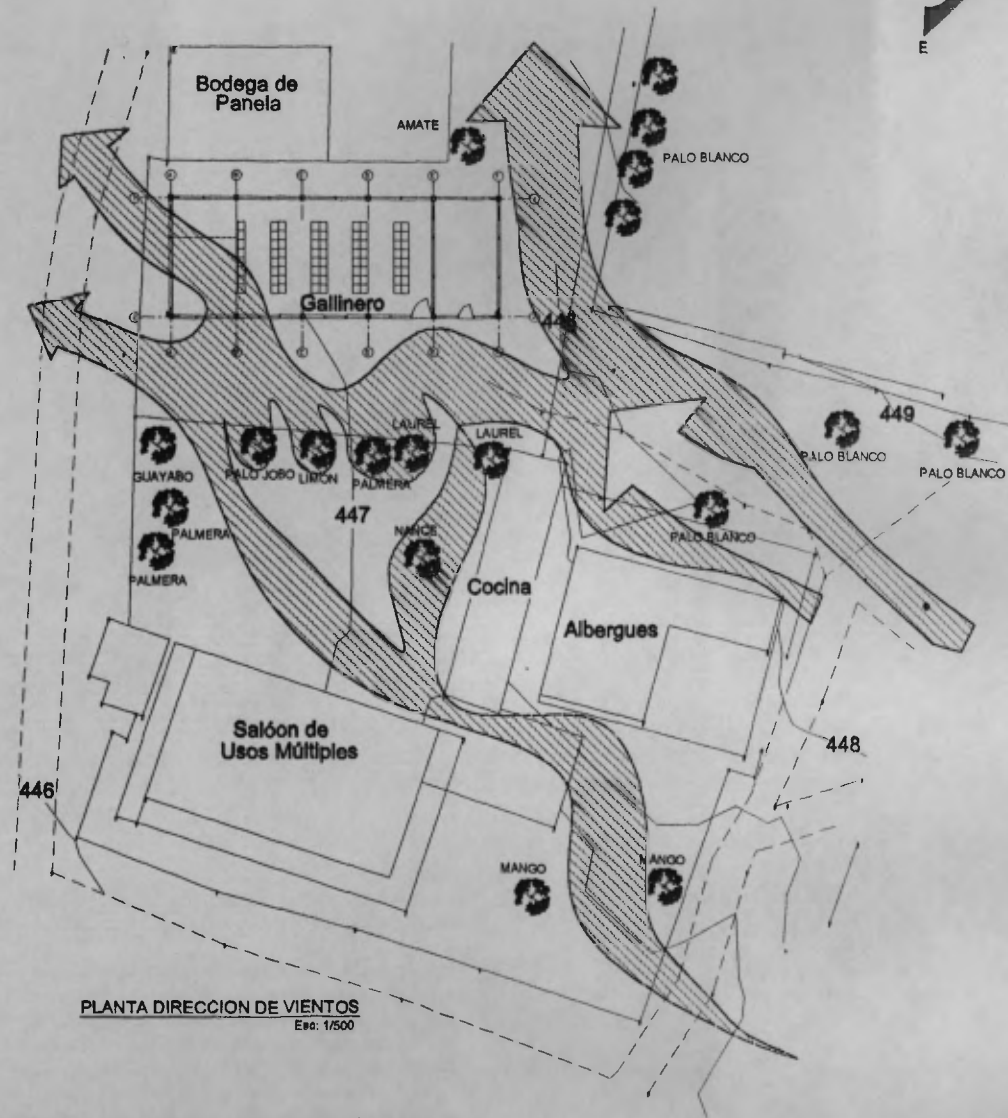 E
Bodega de
Panela
AMATE
PALO BLANCO
Gallinero
448
449
LAUREL
LAUREL
GUAYABO
PALO JOBO
LIMON
PALMERA
PALO BLANCO
PALO BLANCO
447
PALMERA
NANCE
PALO BLANCO
PALMERA
Cocina
Albergues
Salóon de
Usos Múltiples
448
446
MANGO
MANGO
PLANTA DIRECCION DE VIENTOS
Esc: 1/500